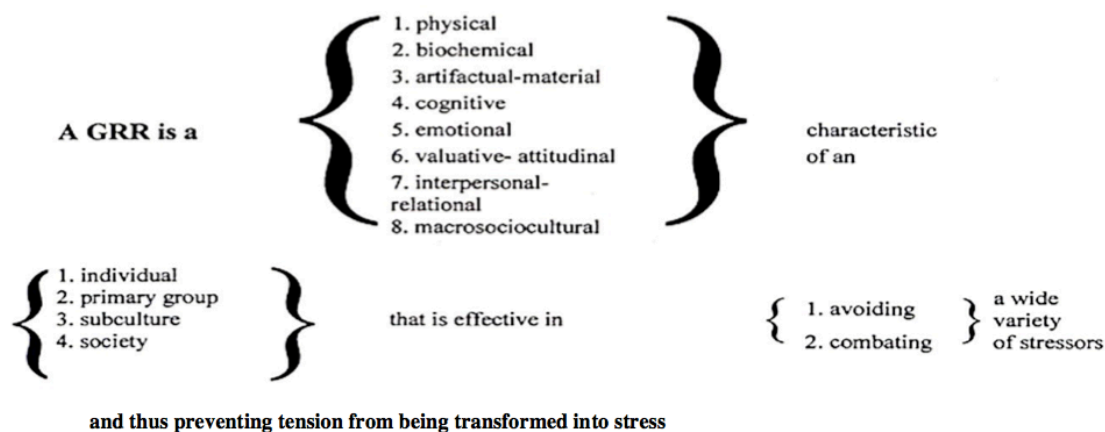 1. physical
2. biochemical
3. artifactual-material
4. cognitive
A GRR is a
5. emotional
characteristic
of an
6. valuative- attitudinal
7. interpersonal-
relational
8. macrosociocultural
1. individual
2. primary group
3. subculture
4. society
that is effective in
1. avoiding
2. combating
a wide
variety
of stressors
and thus preventing tension from being transformed into stress